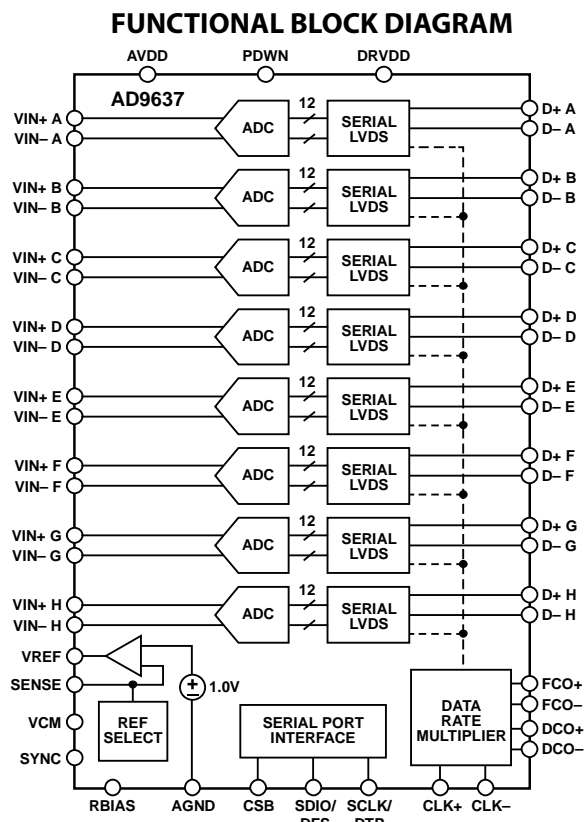 FUNCTIONAL BLOCK DIAGRAM
AVDD PDWN DRVDD
AD9637
VIN+ A ADC 12 SERIAL LVDS D+ A
VIN– A D– A
VIN+ B ADC 12 SERIAL LVDS D+ B
VIN– B D– B
VIN+ C ADC 12 SERIAL LVDS D+ C
VIN– C D– C
VIN+ D ADC 12 SERIAL LVDS D+ D
VIN– D D– D
VIN+ E ADC 12 SERIAL LVDS D+ E
VIN– E D– E
VIN+ F ADC 12 SERIAL LVDS D+ F
VIN– F D– F
VIN+ G ADC 12 SERIAL LVDS D+ G
VIN– G D– G
VIN+ H ADC 12 SERIAL LVDS D+ H
VIN– H D– H
VREF
SENSE
1.0V
VCM
SYNC
REF
SELECT
SERIAL PORT
INTERFACE
DATA
RATE
MULTIPLIER
FCO+
FCO–
DCO+
DCO–
RBIAS AGND CSB SDIO/ SCLK/ CLK+ CLK–
DFS DTP